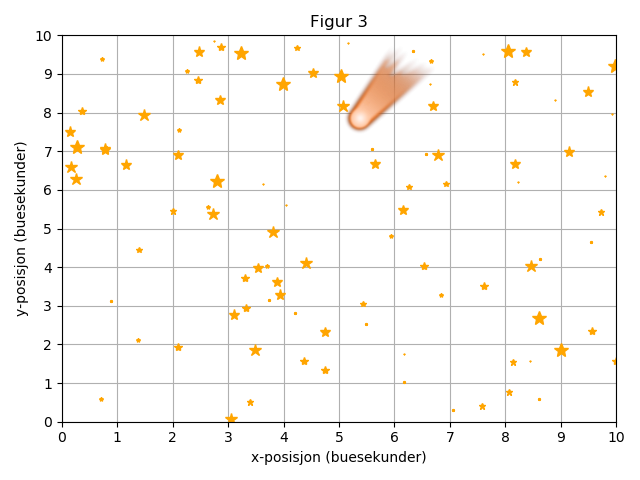 Figur 3
y-posisjon (buesekunder)
10
9
8
7
6
5
4
3
2
1
0
0 1 2 3 4 5 6 7 8 9 10
x-posisjon (buesekunder)